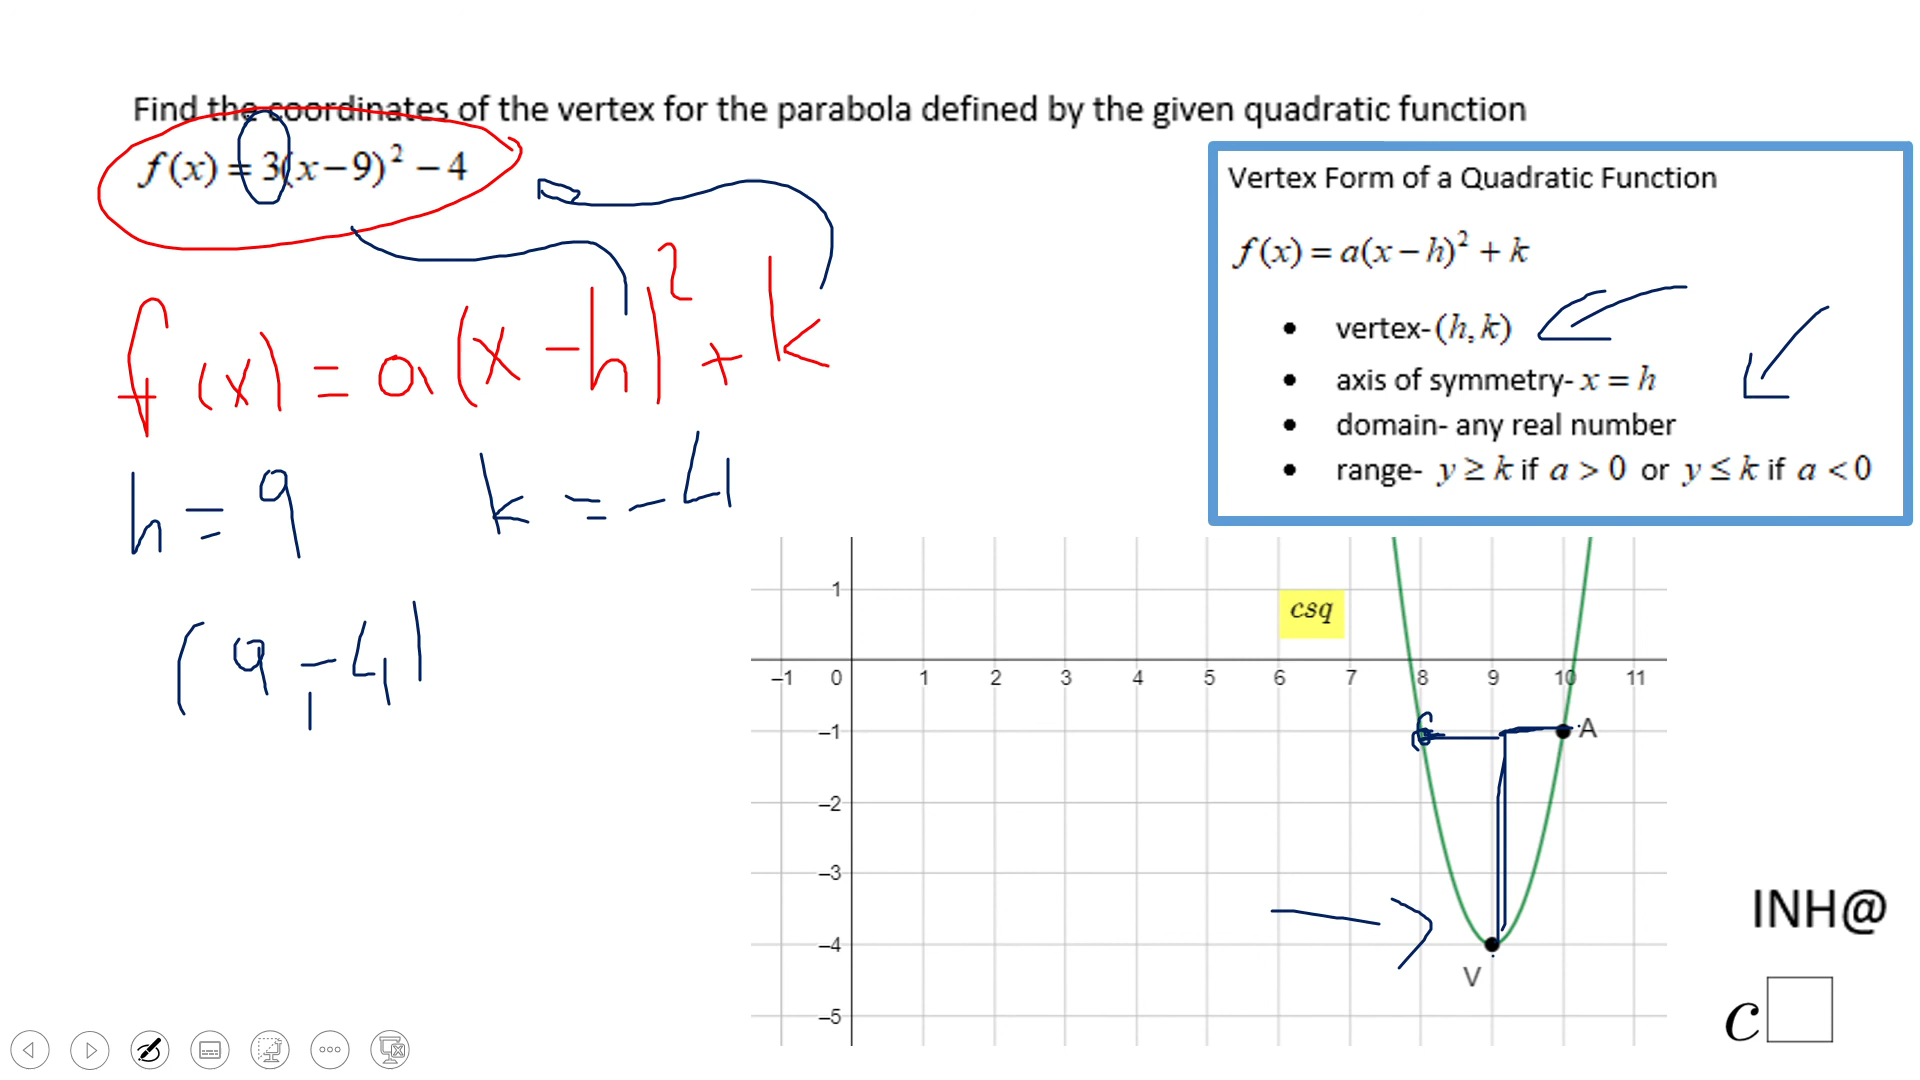 Find the coordinates of the vertex for the parabola defined by the given quadratic function
f(x) = 3(x−9)² − 4
Vertex Form of a Quadratic Function
f(x) = a(x − h)² + k
• vertex-(h, k)
• axis of symmetry- x = h
• domain- any real number
• range- y ≥ k if a > 0 or y ≤ k if a < 0
f(x) = a(x − h)² + k
h = 9 k = −4
(9, −4)
csq
1
−1 0 1 2 3 4 5 6 7 8 9 10 11
−1
A
−2
−3
−4
V
−5
INH@
c